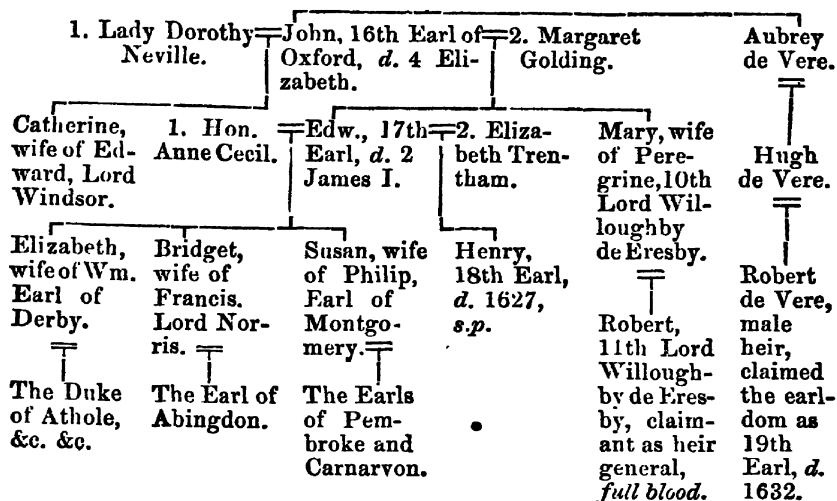 1. Lady Dorothy
Neville.
John, 16th Earl of
Oxford, d. 4 Eli-
zabeth.
2. Margaret
Golding.
Aubrey
de Vere.
Catherine,
wife of Ed-
ward, Lord
Windsor.
1. Hon.
Anne Cecil.
Edw., 17th
Earl, d. 2
James I.
2. Eliza-
beth Tren-
tham.
Mary, wife
of Pere-
grine, 10th
Lord Wil-
loughby
de Eresby.
Hugh
de Vere.
Elizabeth,
wife of Wm.
Earl of
Derby.
Bridget,
wife of
Francis.
Lord Nor-
ris.
Susan, wife
of Philip,
Earl of
Montgo-
mery.
Henry,
18th Earl,
d. 1627,
s.p.
Robert
de Vere,
male
heir,
claimed
the earl-
dom as
19th
Earl, d.
1632.
The Duke
of Athole,
&c. &c.
The Earl of
Abingdon.
The Earls
of Pem-
broke and
Carnarvon.
Robert,
11th Lord
Willough-
by de Eres-
by, claim-
ant as heir
general,
full blood.